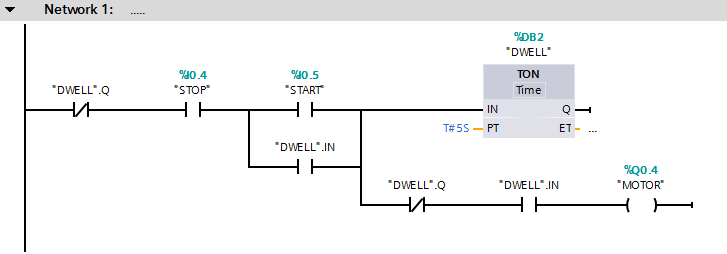 Network 1: .....
%DB2
"DWELL"
%I0.4
%I0.5
TON
"DWELL".Q
"STOP"
"START"
Time
IN
Q
T#5S
PT
ET
...
"DWELL".IN
%Q0.4
"DWELL".Q
"DWELL".IN
"MOTOR"